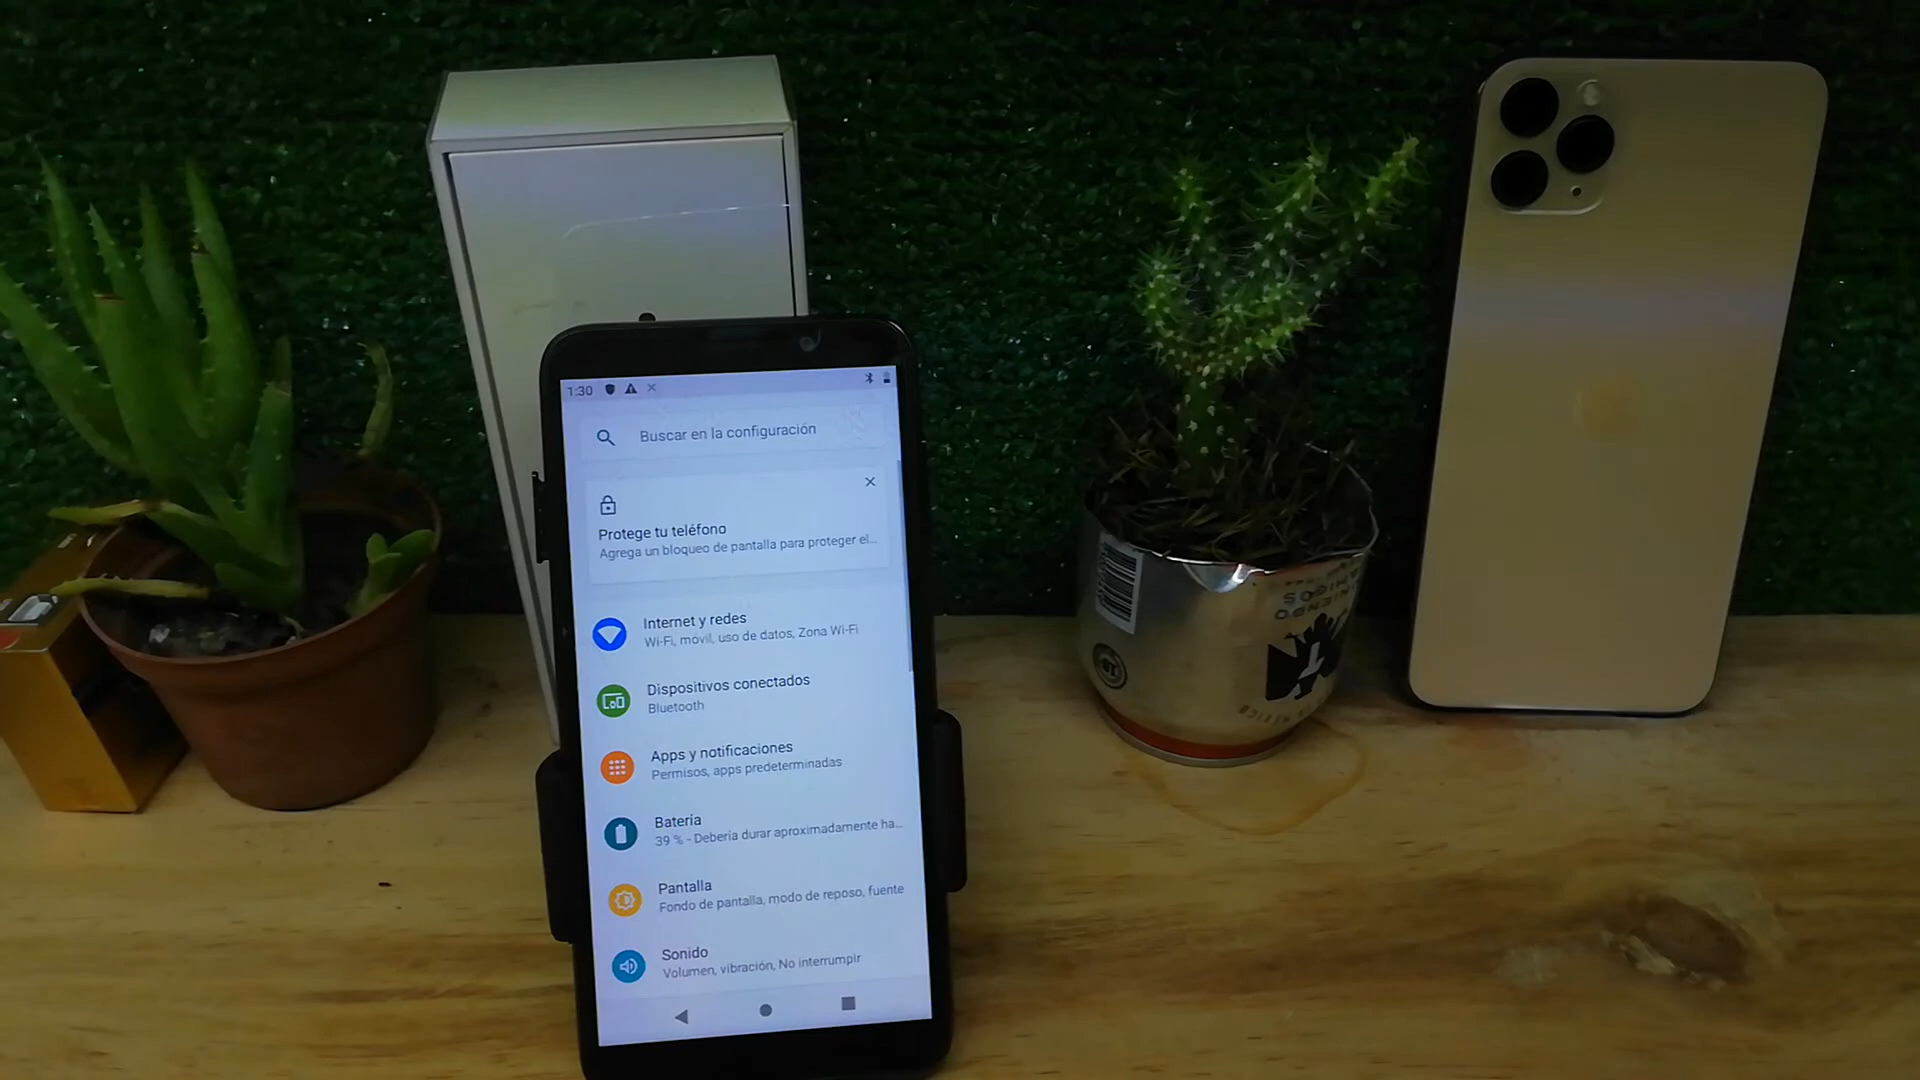 1:30
Buscar en la configuración
Protege tu teléfono
Agrega un bloqueo de pantalla para proteger el...
Internet y redes
Wi-Fi, móvil, uso de datos, Zona Wi-Fi
Dispositivos conectados
Bluetooth
Apps y notificaciones
Permisos, apps predeterminadas
Batería
39 % - Debería durar aproximadamente ha...
Pantalla
Fondo de pantalla, modo de reposo, fuente
Sonido
Volumen, vibración, No interrumpir